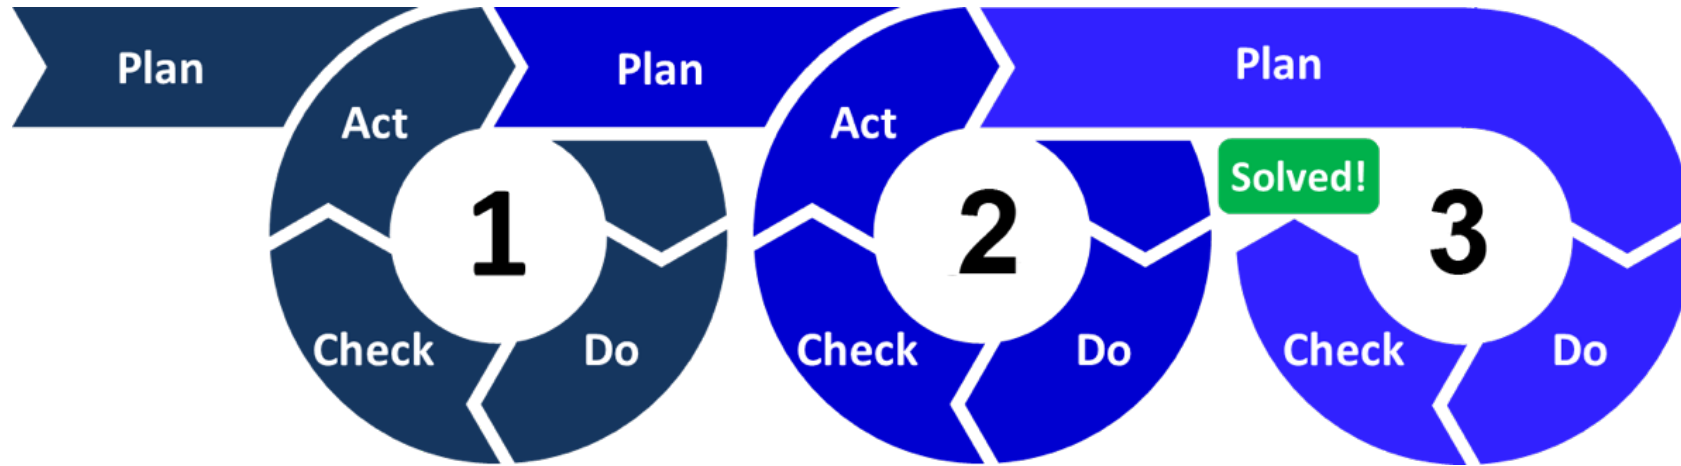 Plan
Act
1
Check
Do
Plan
Act
2
Check
Do
Plan
Solved!
3
Check
Do